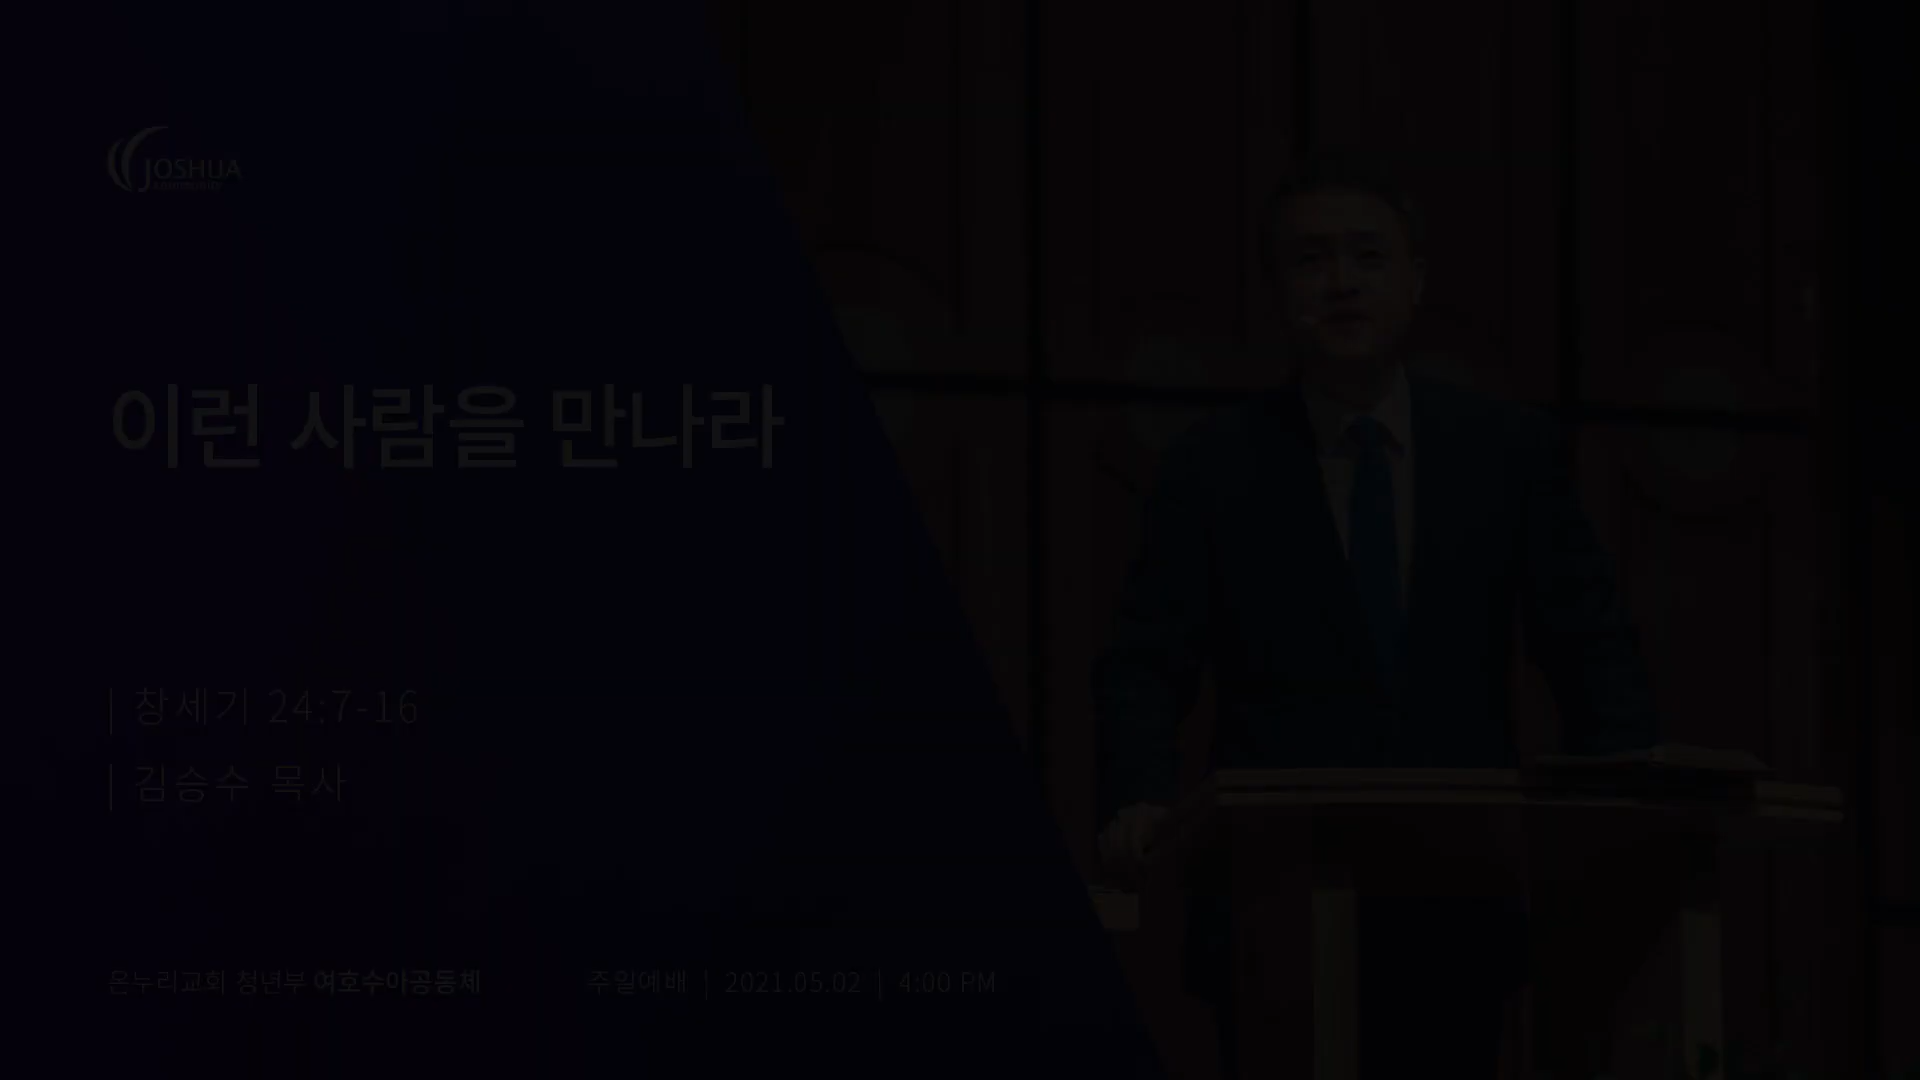 JOSHUA
community
이런 사람을 만나라
| 창세기 24:7-16
| 김승수 목사
온누리교회 청년부 여호수아공동체
주일예배 | 2021.05.02 | 4:00 PM